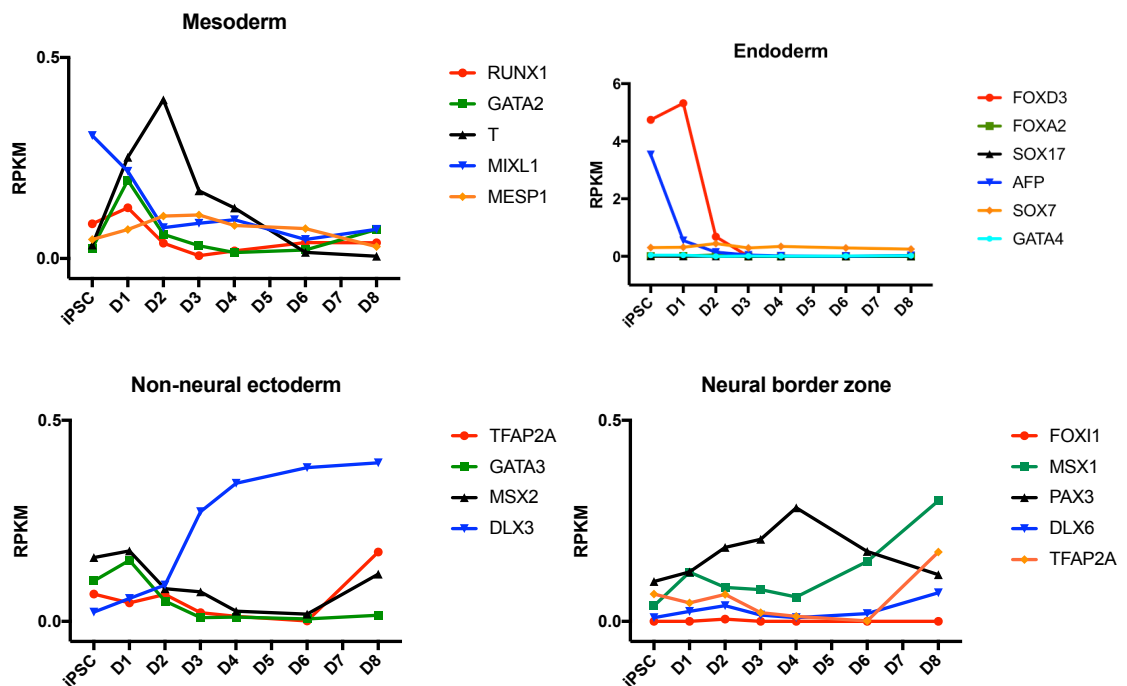 Mesoderm
0.5
0.0
RPKM
iPSC
D1
D2
D3
D4
D5
D6
D7
D8
RUNX1
GATA2
T
MIXL1
MESP1
Endoderm
6
4
2
0
RPKM
iPSC
D1
D2
D3
D4
D5
D6
D7
D8
FOXD3
FOXA2
SOX17
AFP
SOX7
GATA4
Non-neural ectoderm
0.5
0.0
RPKM
iPSC
D1
D2
D3
D4
D5
D6
D7
D8
TFAP2A
GATA3
MSX2
DLX3
Neural border zone
0.5
0.0
RPKM
iPSC
D1
D2
D3
D4
D5
D6
D7
D8
FOXI1
MSX1
PAX3
DLX6
TFAP2A